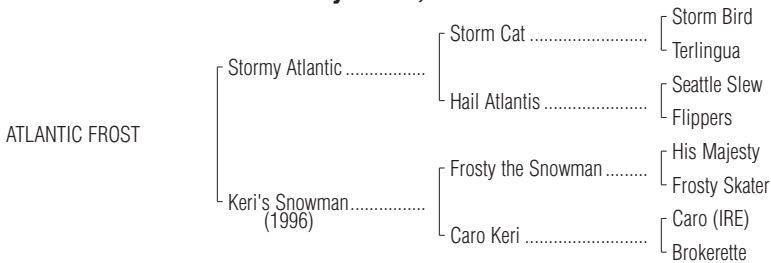 Storm Bird
Storm Cat ..........................
Terlingua
Stormy Atlantic .................
Seattle Slew
Hail Atlantis .......................
Flippers
ATLANTIC FROST
His Majesty
Frosty the Snowman .........
Frosty Skater
Keri's Snowman................
(1996)
Caro (IRE)
Caro Keri ...........................
Brokerette